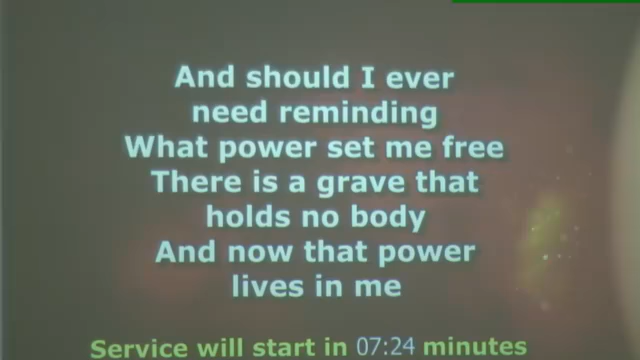 And should I ever
need reminding
What power set me free
There is a grave that
holds no body
And now that power
lives in me
Service will start in 07:24 minutes